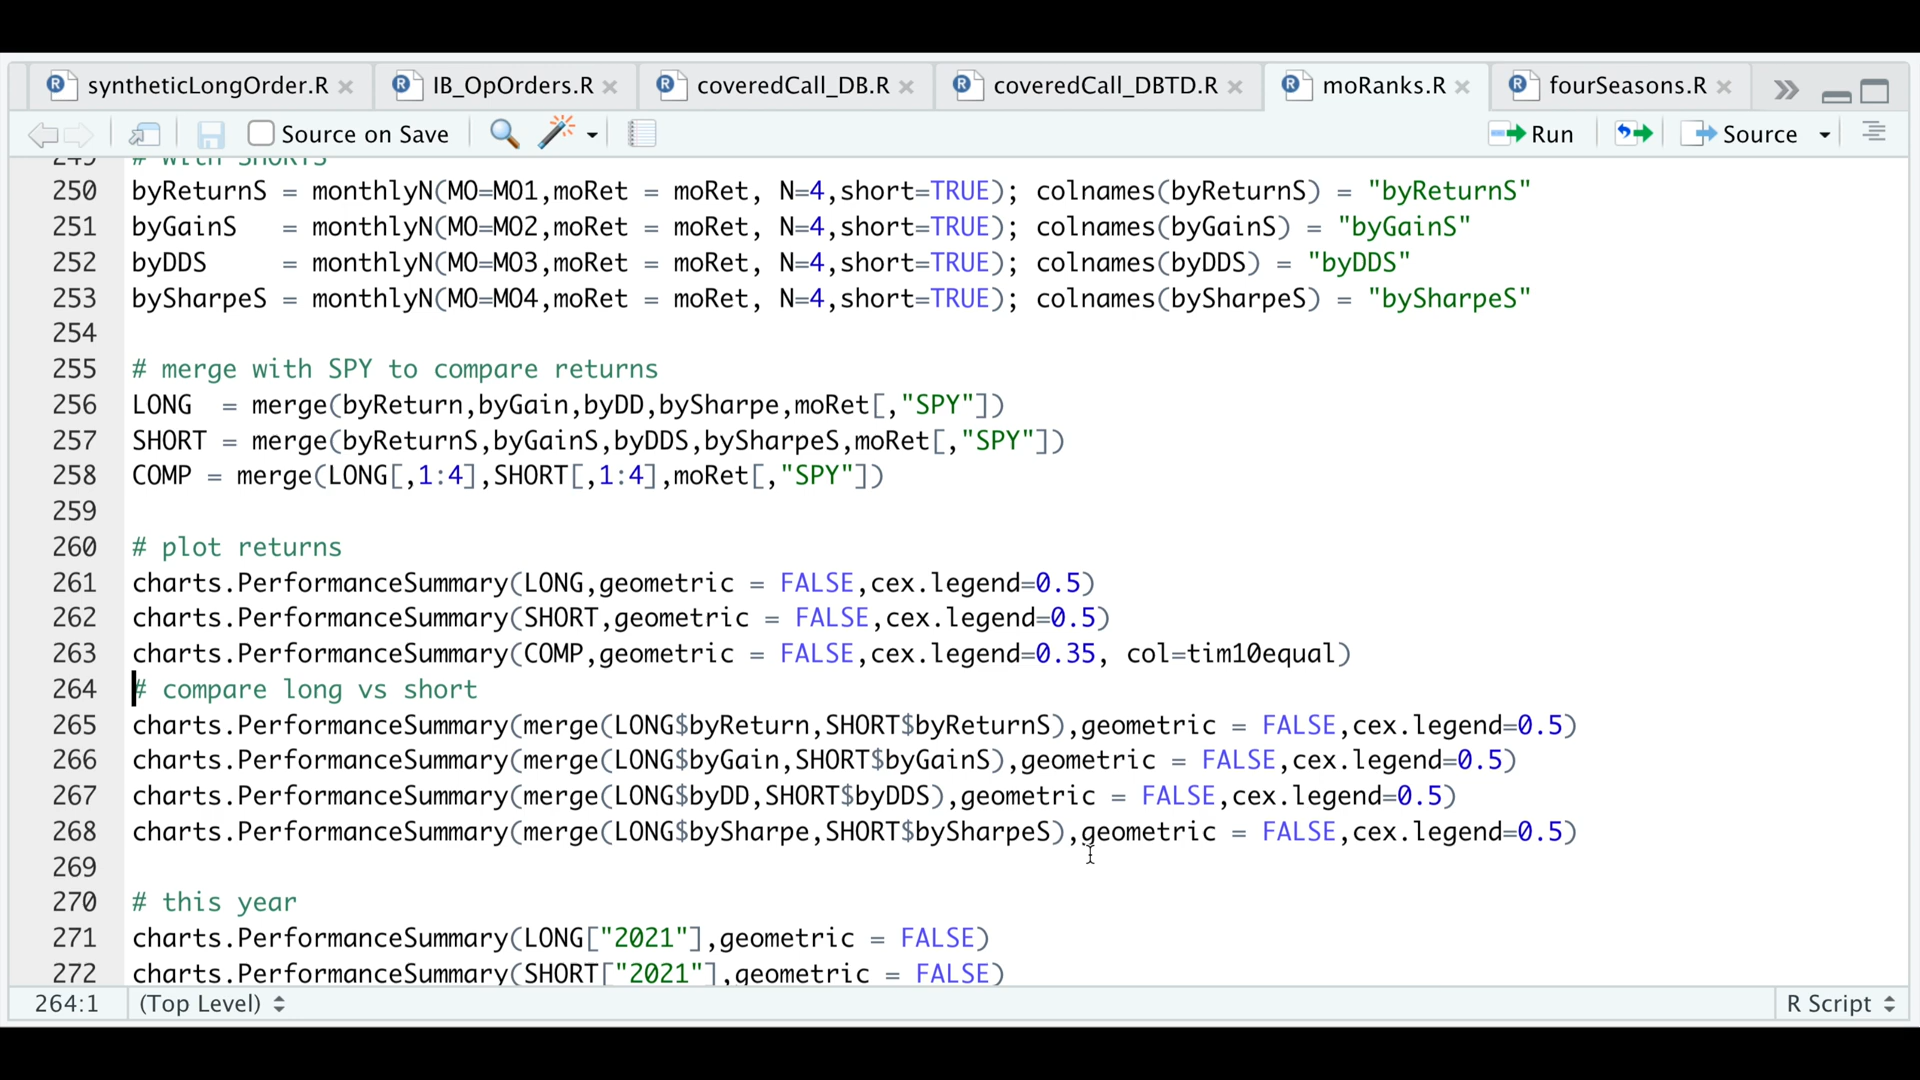 syntheticLongOrder.R
IB_OpOrders.R
coveredCall_DB.R
coveredCall_DBTD.R
moRanks.R
fourSeasons.R
Source on Save
Run
Source
249 # with SHORTS
250 byReturnS = monthlyN(MO=MO1,moRet = moRet, N=4,short=TRUE); colnames(byReturnS) = "byReturnS"
251 byGainS   = monthlyN(MO=MO2,moRet = moRet, N=4,short=TRUE); colnames(byGainS) = "byGainS"
252 byDDS     = monthlyN(MO=MO3,moRet = moRet, N=4,short=TRUE); colnames(byDDS) = "byDDS"
253 bySharpeS = monthlyN(MO=MO4,moRet = moRet, N=4,short=TRUE); colnames(bySharpeS) = "bySharpeS"
254
255 # merge with SPY to compare returns
256 LONG  = merge(byReturn,byGain,byDD,bySharpe,moRet[,"SPY"])
257 SHORT = merge(byReturnS,byGainS,byDDS,bySharpeS,moRet[,"SPY"])
258 COMP = merge(LONG[,1:4],SHORT[,1:4],moRet[,"SPY"])
259
260 # plot returns
261 charts.PerformanceSummary(LONG,geometric = FALSE,cex.legend=0.5)
262 charts.PerformanceSummary(SHORT,geometric = FALSE,cex.legend=0.5)
263 charts.PerformanceSummary(COMP,geometric = FALSE,cex.legend=0.35, col=tim10equal)
264 # compare long vs short
265 charts.PerformanceSummary(merge(LONG$byReturn,SHORT$byReturnS),geometric = FALSE,cex.legend=0.5)
266 charts.PerformanceSummary(merge(LONG$byGain,SHORT$byGainS),geometric = FALSE,cex.legend=0.5)
267 charts.PerformanceSummary(merge(LONG$byDD,SHORT$byDDS),geometric = FALSE,cex.legend=0.5)
268 charts.PerformanceSummary(merge(LONG$bySharpe,SHORT$bySharpeS),geometric = FALSE,cex.legend=0.5)
269
270 # this year
271 charts.PerformanceSummary(LONG["2021"],geometric = FALSE)
272 charts.PerformanceSummary(SHORT["2021"],geometric = FALSE)
264:1 (Top Level) R Script